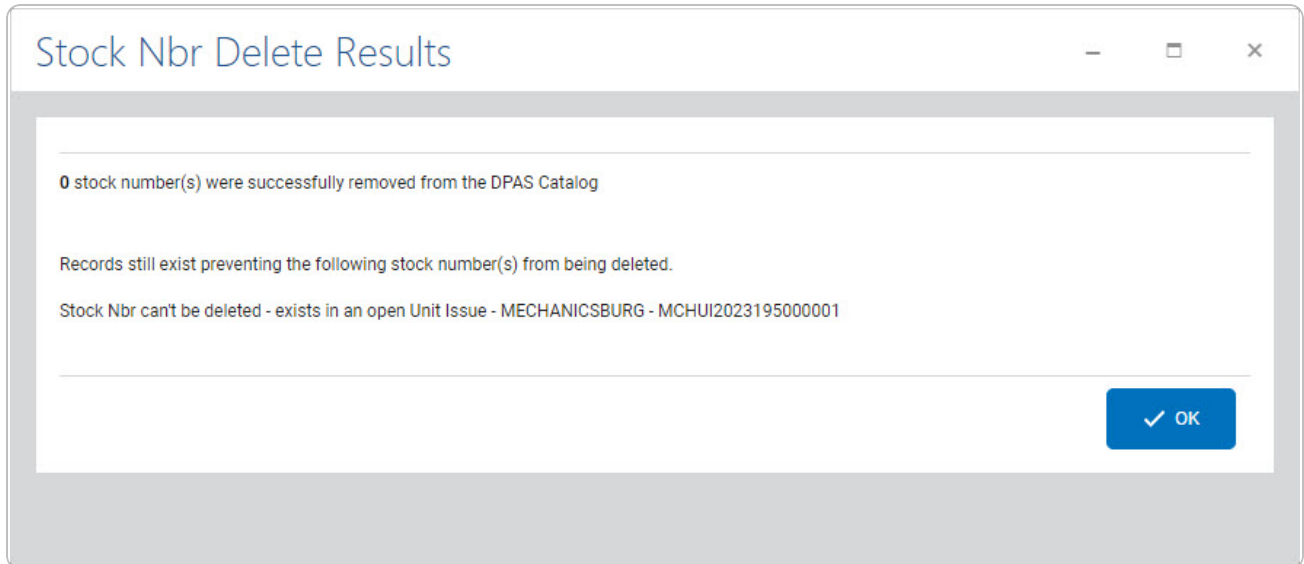 Stock Nbr Delete Results
0 stock number(s) were successfully removed from the DPAS Catalog
Records still exist preventing the following stock number(s) from being deleted.
Stock Nbr can't be deleted - exists in an open Unit Issue - MECHANICSBURG - MCHUI2023195000001
OK